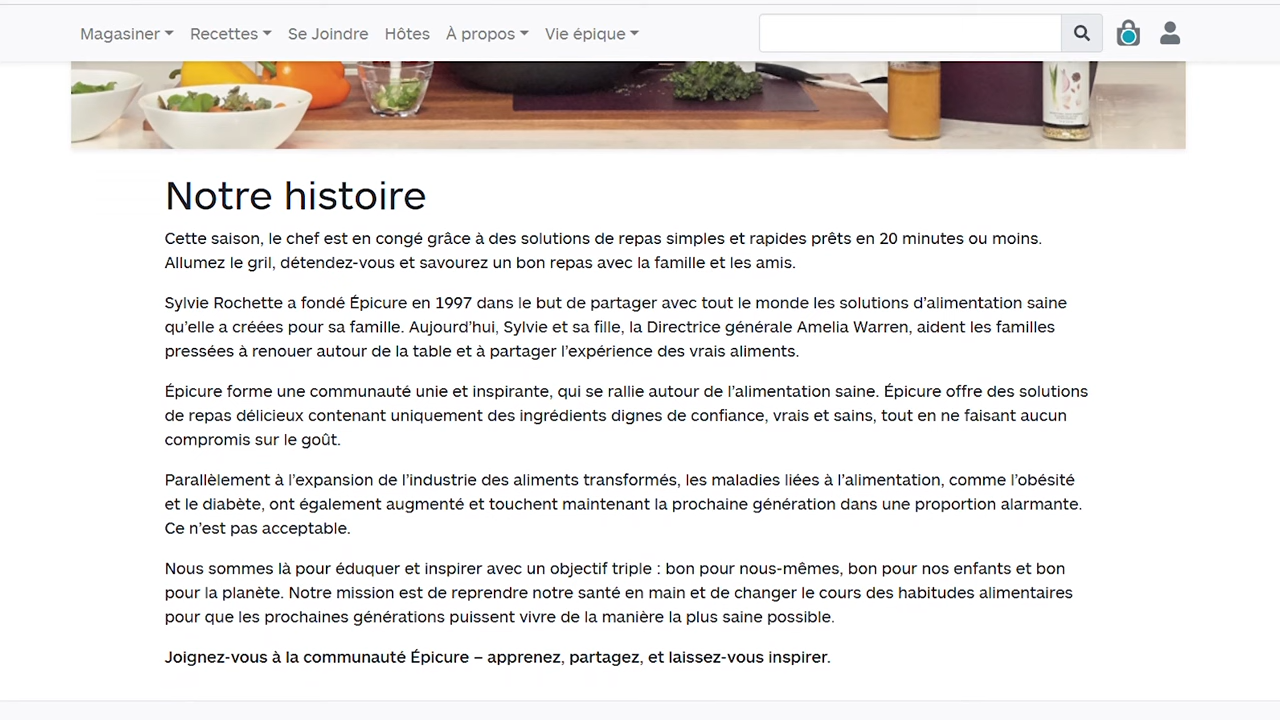 Magasiner Recettes Se Joindre Hôtes À propos Vie épique
Notre histoire
Cette saison, le chef est en congé grâce à des solutions de repas simples et rapides prêts en 20 minutes ou moins.
Allumez le gril, détendez-vous et savourez un bon repas avec la famille et les amis.
Sylvie Rochette a fondé Épicure en 1997 dans le but de partager avec tout le monde les solutions d'alimentation saine
qu'elle a créées pour sa famille. Aujourd'hui, Sylvie et sa fille, la Directrice générale Amelia Warren, aident les familles
pressées à renouer autour de la table et à partager l'expérience des vrais aliments.
Épicure forme une communauté unie et inspirante, qui se rallie autour de l'alimentation saine. Épicure offre des solutions
de repas délicieux contenant uniquement des ingrédients dignes de confiance, vrais et sains, tout en ne faisant aucun
compromis sur le goût.
Parallèlement à l'expansion de l'industrie des aliments transformés, les maladies liées à l'alimentation, comme l'obésité
et le diabète, ont également augmenté et touchent maintenant la prochaine génération dans une proportion alarmante.
Ce n'est pas acceptable.
Nous sommes là pour éduquer et inspirer avec un objectif triple : bon pour nous-mêmes, bon pour nos enfants et bon
pour la planète. Notre mission est de reprendre notre santé en main et de changer le cours des habitudes alimentaires
pour que les prochaines générations puissent vivre de la manière la plus saine possible.
Joignez-vous à la communauté Épicure – apprenez, partagez, et laissez-vous inspirer.